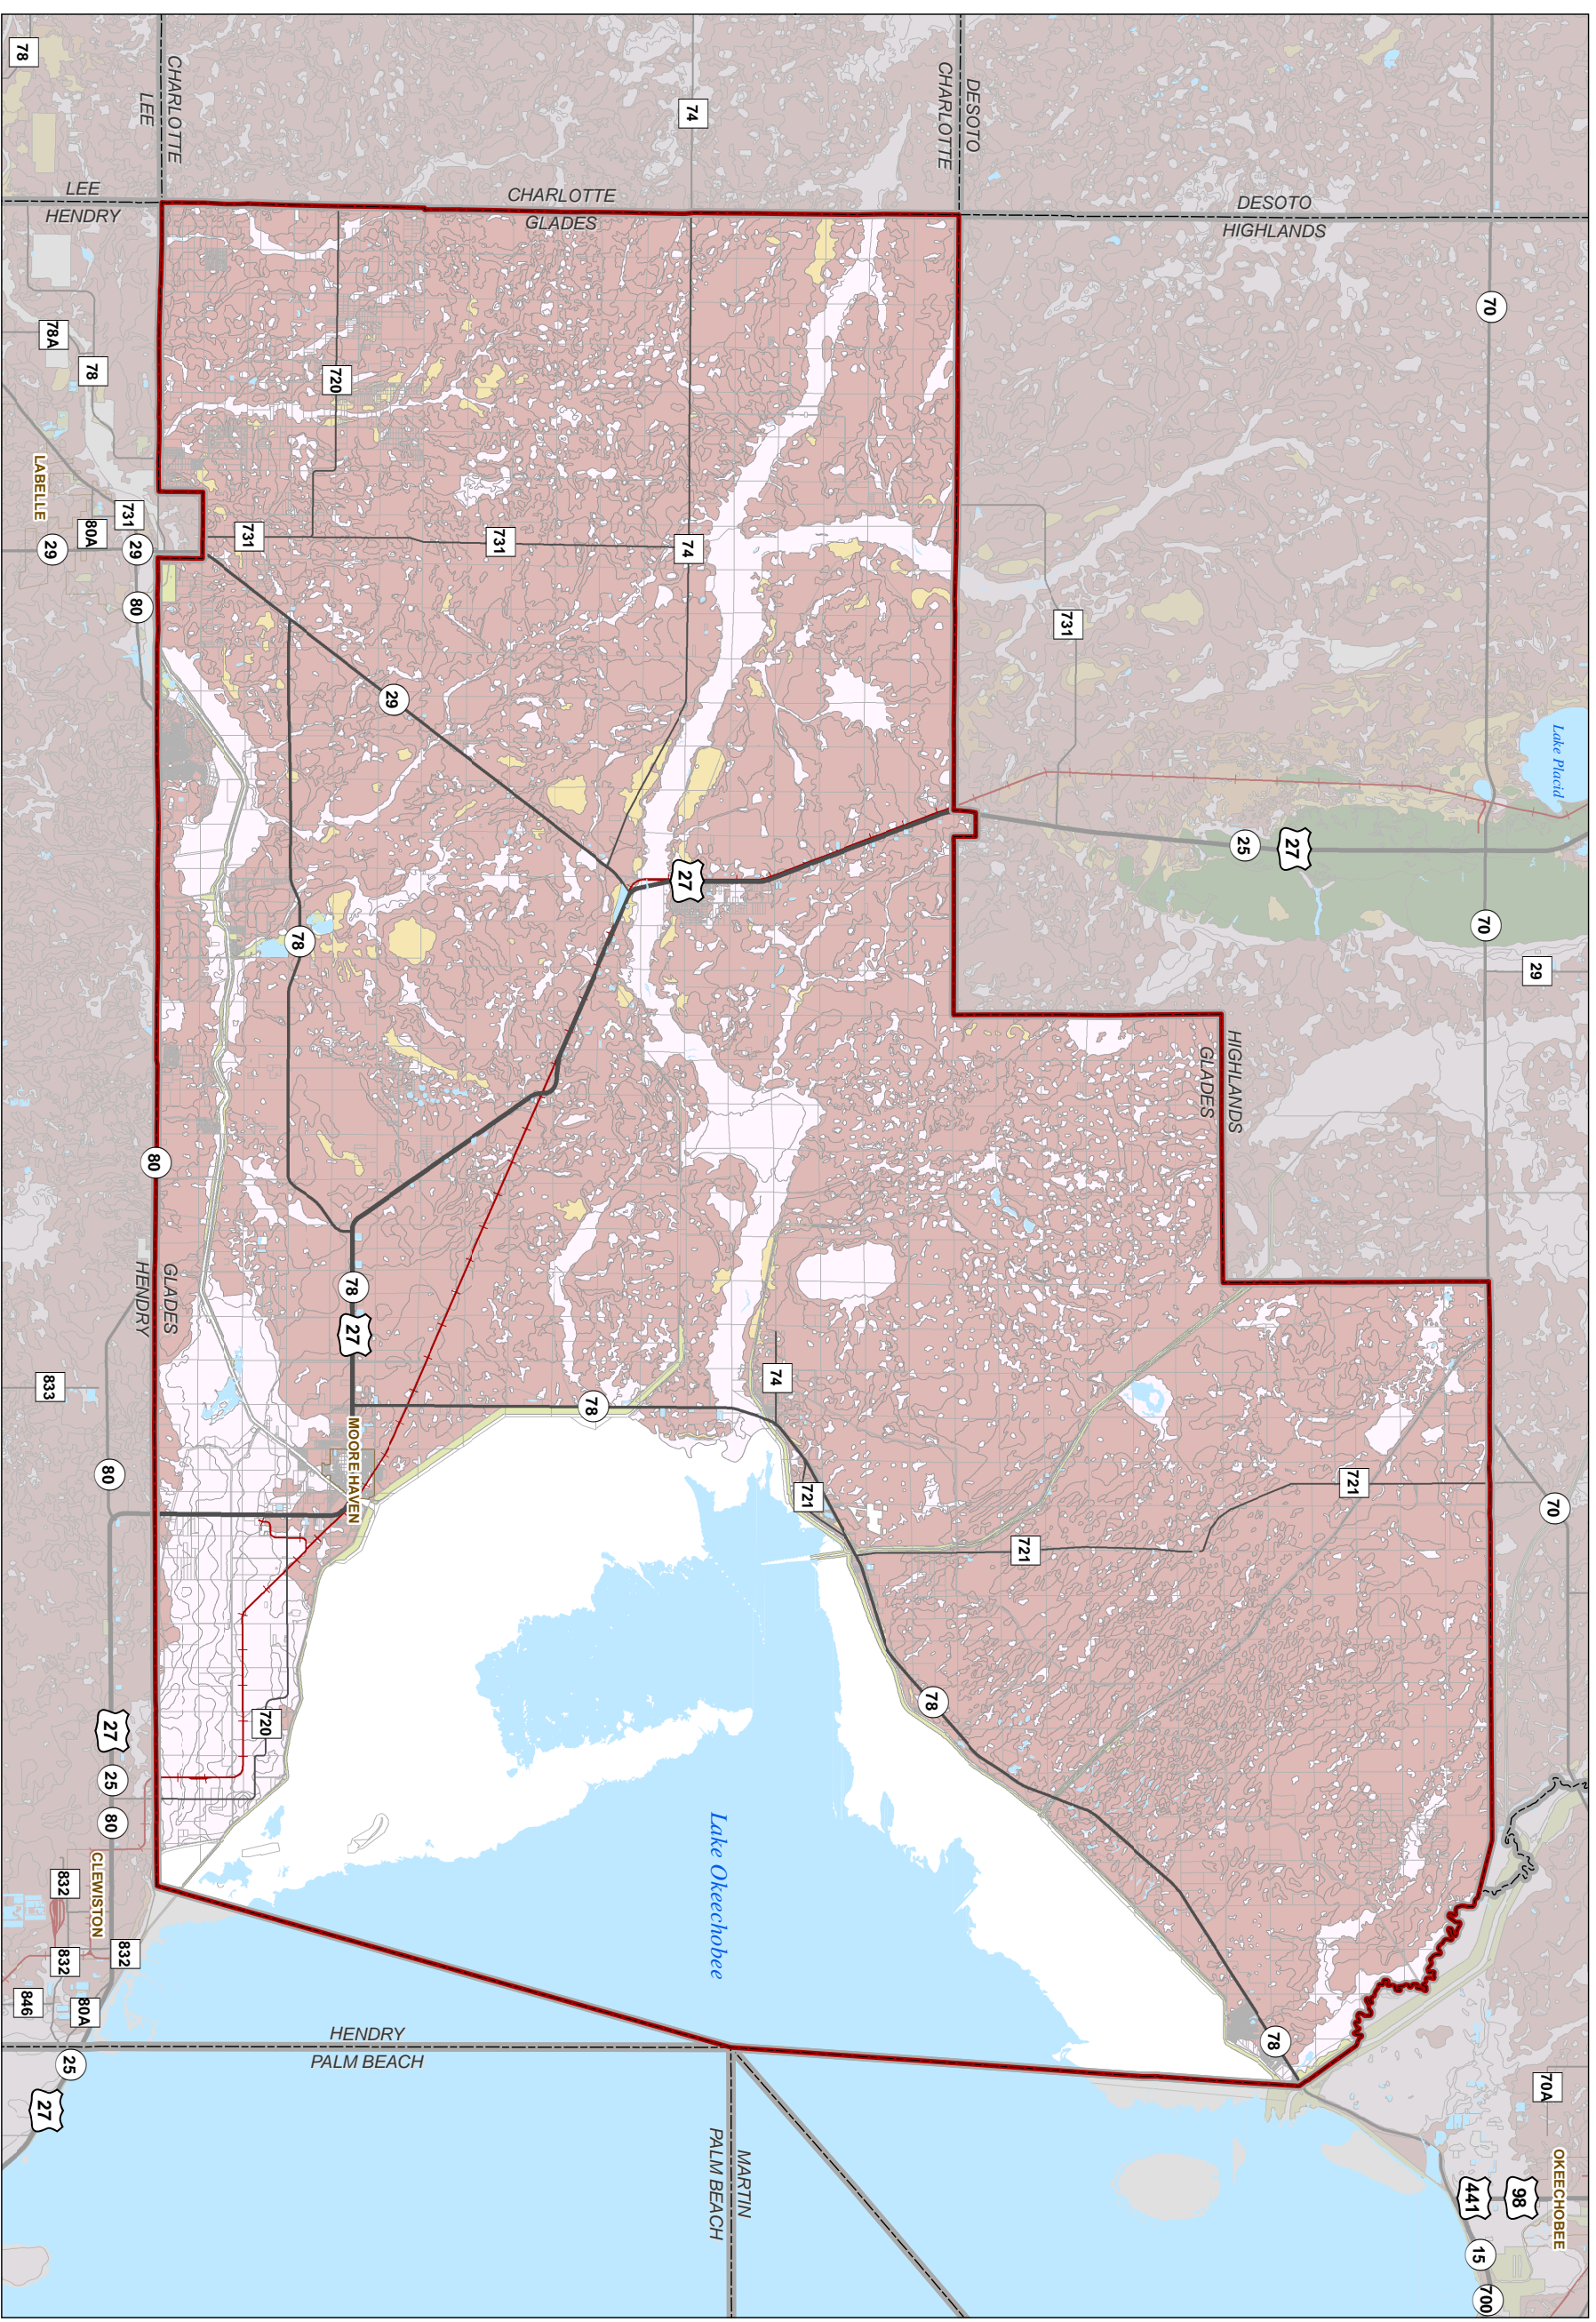 78
CHARLOTTE
LEE
74
DESOTO
CHARLOTTE
LEE
HENDRY
CHARLOTTE
GLADES
DESOTO
HIGHLANDS
70
78A
78
720
LABELLE
80A
731
29
29
80
731
731
74
731
29
Lake Placid
25
27
27
70
29
78
HIGHLANDS
GLADES
80
GLADES
HENDRY
78
27
833
80
MOORE HAVEN
78
74
721
721
721
70
78
720
27
25
80
CLEWISTON
832
832
832
846
80A
Lake Okeechobee
78
HENDRY
PALM BEACH
25
27
MARTIN
PALM BEACH
70A
OKEECHOBEE
98
441
15
700